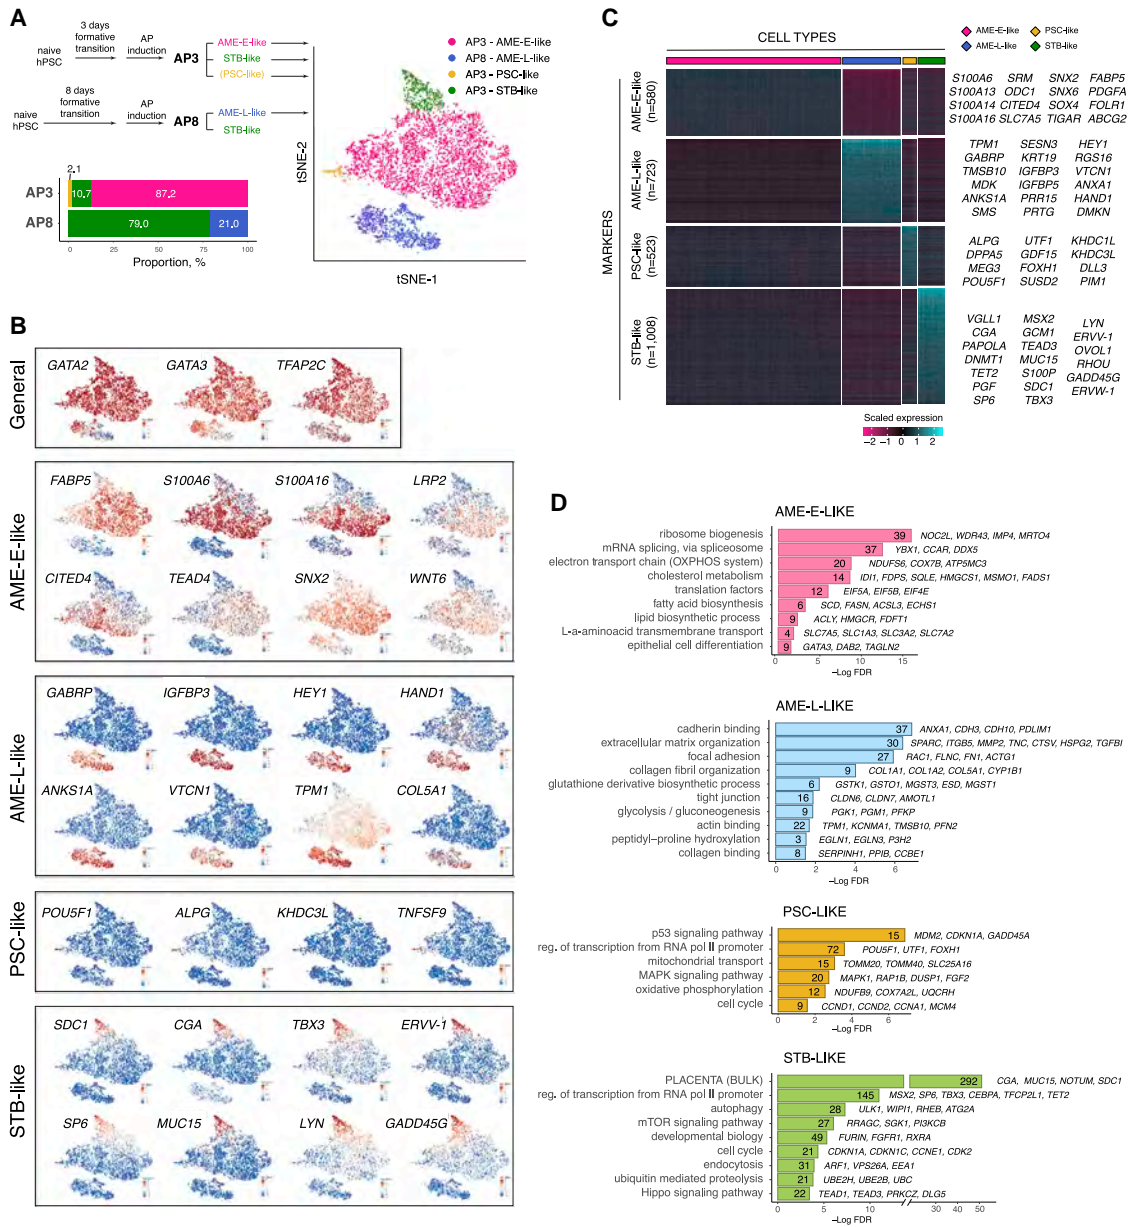 A
3 days
formative
transition
AP
induction
naive
hPSC
AP3
AME-E-like
STB-like
(PSC-like)
8 days
formative
transition
AP
induction
naive
hPSC
AP8
AME-L-like
STB-like
2.1
AP3
10.7
87.2
AP8
79.0
21.0
0 25 50 75 100
Proportion, %
AP3 - AME-E-like
AP8 - AME-L-like
AP3 - PSC-like
AP3 - STB-like
tSNE-2
tSNE-1
B
General
GATA2 GATA3 TFAP2C
AME-E-like
FABP5 S100A6 S100A16 LRP2
CITED4 TEAD4 SNX2 WNT6
AME-L-like
GABRP IGFBP3 HEY1 HAND1
ANKS1A VTCN1 TPM1 COL5A1
PSC-like
POU5F1 ALPG KHDC3L TNFSF9
STB-like
SDC1 CGA TBX3 ERVV-1
SP6 MUC15 LYN GADD45G
C
CELL TYPES
AME-E-like PSC-like
AME-L-like STB-like
MARKERS
AME-E-like
(n=580)
S100A6 SRM SNX2 FABP5
S100A13 ODC1 SNX6 PDGFA
S100A14 CITED4 SOX4 FOLR1
S100A16 SLC7A5 TIGAR ABCG2
AME-L-like
(n=723)
TPM1 SESN3 HEY1
GABRP KRT19 RGS16
TMSB10 IGFBP3 VTCN1
MDK IGFBP5 ANXA1
ANKS1A PRR15 HAND1
SMS PRTG DMKN
PSC-like
(n=523)
ALPG UTF1 KHDC1L
DPPA5 GDF15 KHDC3L
MEG3 FOXH1 DLL3
POU5F1 SUSD2 PIM1
STB-like
(n=1,008)
VGLL1 MSX2 LYN
CGA GCM1 ERVV-1
PAPOLA TEAD3 OVOL1
DNMT1 MUC15 RHOU
TET2 S100P GADD45G
PGF SDC1 ERVW-1
SP6 TBX3
Scaled expression
−2 −1 0 1 2
D
AME-E-LIKE
ribosome biogenesis 39 NOC2L, WDR43, IMP4, MRTO4
mRNA splicing, via spliceosome 37 YBX1, CCAR, DDX5
electron transport chain (OXPHOS system) 20 NDUFS6, COX7B, ATP5MC3
cholesterol metabolism 14 IDI1, FDPS, SQLE, HMGCS1, MSMO1, FADS1
translation factors 12 EIF5A, EIF5B, EIF4E
fatty acid biosynthesis 6 SCD, FASN, ACSL3, ECHS1
lipid biosynthetic process 9 ACLY, HMGCR, FDFT1
L-a-aminoacid transmembrane transport 4 SLC7A5, SLC1A3, SLC3A2, SLC7A2
epithelial cell differentiation 9 GATA3, DAB2, TAGLN2
0 5 10 15
−Log FDR
AME-L-LIKE
cadherin binding 37 ANXA1, CDH3, CDH10, PDLIM1
extracellular matrix organization 30 SPARC, ITGB5, MMP2, TNC, CTSV, HSPG2, TGFBI
focal adhesion 27 RAC1, FLNC, FN1, ACTG1
collagen fibril organization 9 COL1A1, COL1A2, COL5A1, CYP1B1
glutathione derivative biosynthetic process 6 GSTK1, GSTO1, MGST3, ESD, MGST1
tight junction 16 CLDN6, CLDN7, AMOTL1
glycolysis / gluconeogenesis 9 PGK1, PGM1, PFKP
actin binding 22 TPM1, KCNMA1, TMSB10, PFN2
peptidyl−proline hydroxylation 3 EGLN1, EGLN3, P3H2
collagen binding 8 SERPINH1, PPIB, CCBE1
0 2 4 6
−Log FDR
PSC-LIKE
p53 signaling pathway 15 MDM2, CDKN1A, GADD45A
reg. of transcription from RNA pol II promoter 72 POU5F1, UTF1, FOXH1
mitochondrial transport 15 TOMM20, TOMM40, SLC25A16
MAPK signaling pathway 20 MAPK1, RAP1B, DUSP1, FGF2
oxidative phosphorylation 12 NDUFB9, COX7A2L, UQCRH
cell cycle 9 CCND1, CCND2, CCNA1, MCM4
0 2 4 6
−Log FDR
STB-LIKE
PLACENTA (BULK) 292 CGA, MUC15, NOTUM, SDC1
reg. of transcription from RNA pol II promoter 145 MSX2, SP6, TBX3, CEBPA, TFCP2L1, TET2
autophagy 28 ULK1, WIPI1, RHEB, ATG2A
mTOR signaling pathway 27 RRAGC, SGK1, PI3KCB
developmental biology 49 FURIN, FGFR1, RXRA
cell cycle 21 CDKN1A, CDKN1C, CCNE1, CDK2
endocytosis 31 ARF1, VPS26A, EEA1
ubiquitin mediated proteolysis 21 UBE2H, UBE2B, UBC
Hippo signaling pathway 22 TEAD1, TEAD3, PRKCZ, DLG5
0 5 10 30 40 50
−Log FDR